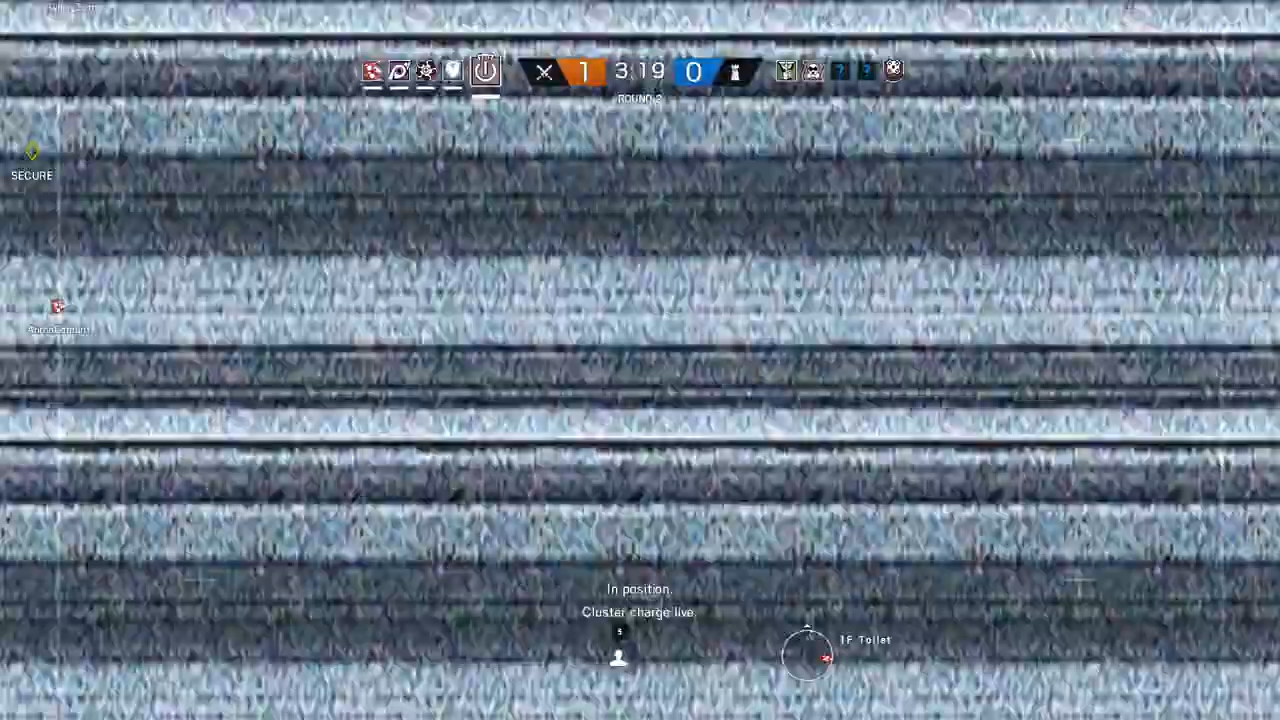 1 3:19 0
ROUND 2
? ?
SECURE
In position.
Cluster charge live.
1F Toilet